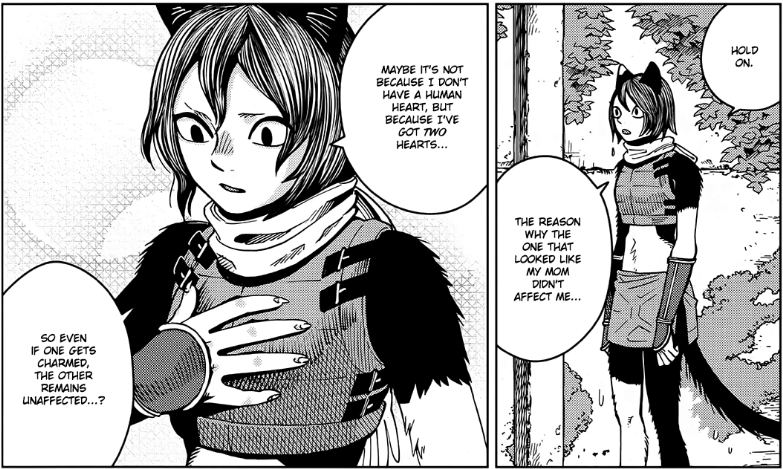 HOLD
ON.
THE REASON
WHY THE
ONE THAT
LOOKED LIKE
MY MOM
DIDN'T
AFFECT ME...
MAYBE IT'S NOT
BECAUSE I DON'T
HAVE A HUMAN
HEART, BUT
BECAUSE I'VE
GOT TWO
HEARTS...
SO EVEN
IF ONE GETS
CHARMED,
THE OTHER
REMAINS
UNAFFECTED...?